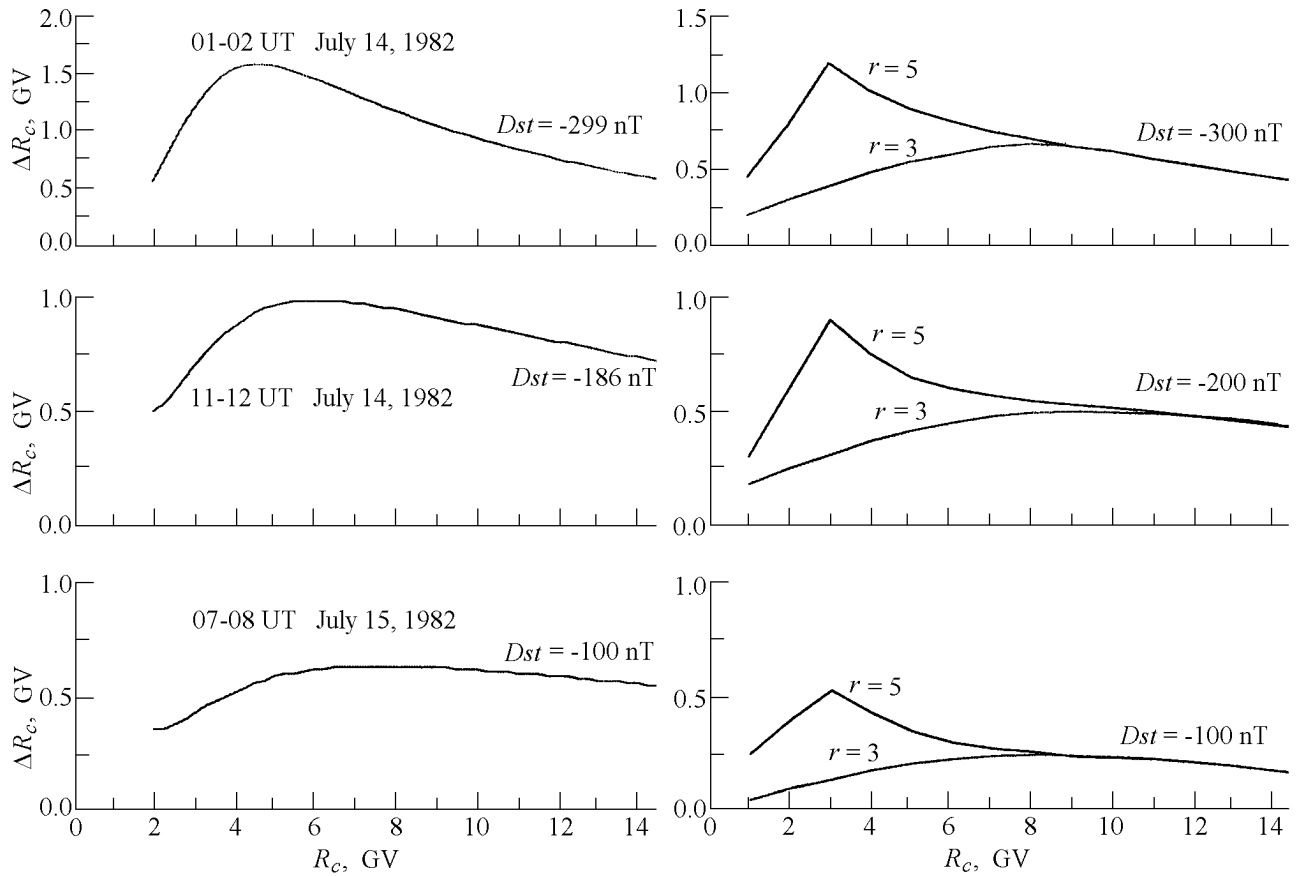 ΔRc, GV
2.0
1.5
1.0
0.5
0.0
01-02 UT July 14, 1982
Dst = -299 nT
1.5
1.0
0.5
0.0
r = 5
r = 3
Dst = -300 nT
ΔRc, GV
1.0
0.5
0.0
Dst = -186 nT
11-12 UT July 14, 1982
1.0
0.5
0.0
r = 5
r = 3
Dst = -200 nT
ΔRc, GV
1.0
0.5
0.0
07-08 UT July 15, 1982
Dst = -100 nT
0 2 4 6 8 10 12 14
Rc, GV
1.0
0.5
0.0
r = 5
r = 3
Dst = -100 nT
0 2 4 6 8 10 12 14
Rc, GV